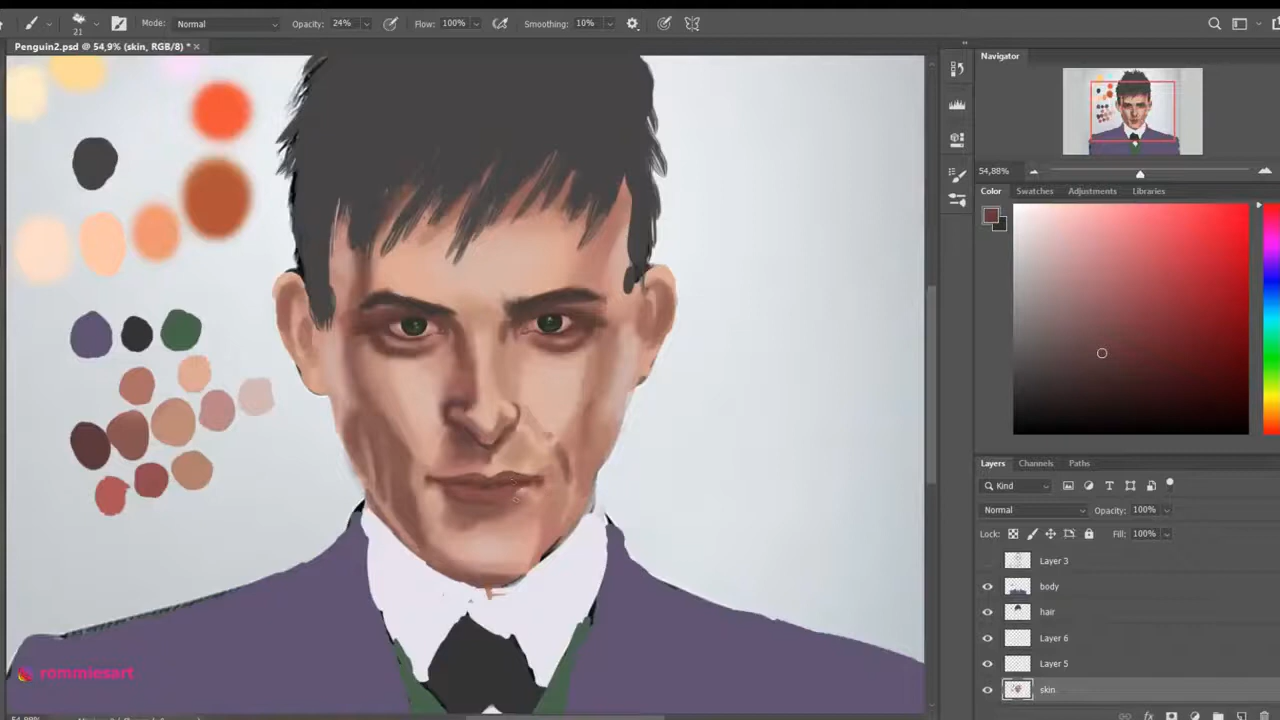 Mode: Normal Opacity: 24% Flow: 100% Smoothing: 10%
Penguin2.psd @ 54,9% (skin, RGB/8) * ×
Navigator
54,88%
Color Swatches Adjustments Libraries
Layers Channels Paths
Kind
Normal Opacity: 100%
Lock: Fill: 100%
Layer 3
body
hair
Layer 6
Layer 5
skin
rommiesart